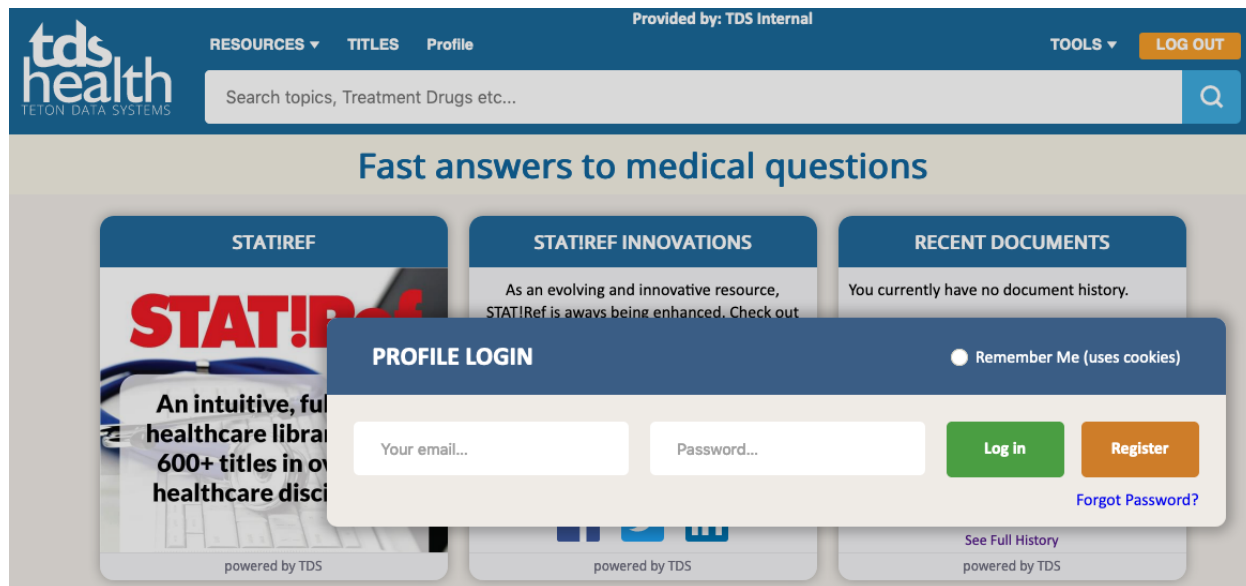 Provided by: TDS Internal
tds
health
TETON DATA SYSTEMS
RESOURCES ▾ TITLES Profile
TOOLS ▾ LOG OUT
Search topics, Treatment Drugs etc...
Fast answers to medical questions
STAT!REF
STAT!Ref
An intuitive, ful
healthcare librar
600+ titles in ov
healthcare disci
powered by TDS
STAT!REF INNOVATIONS
As an evolving and innovative resource,
STAT!Ref is aways being enhanced. Check out
powered by TDS
RECENT DOCUMENTS
You currently have no document history.
See Full History
powered by TDS
PROFILE LOGIN
Remember Me (uses cookies)
Your email...
Password...
Log in
Register
Forgot Password?